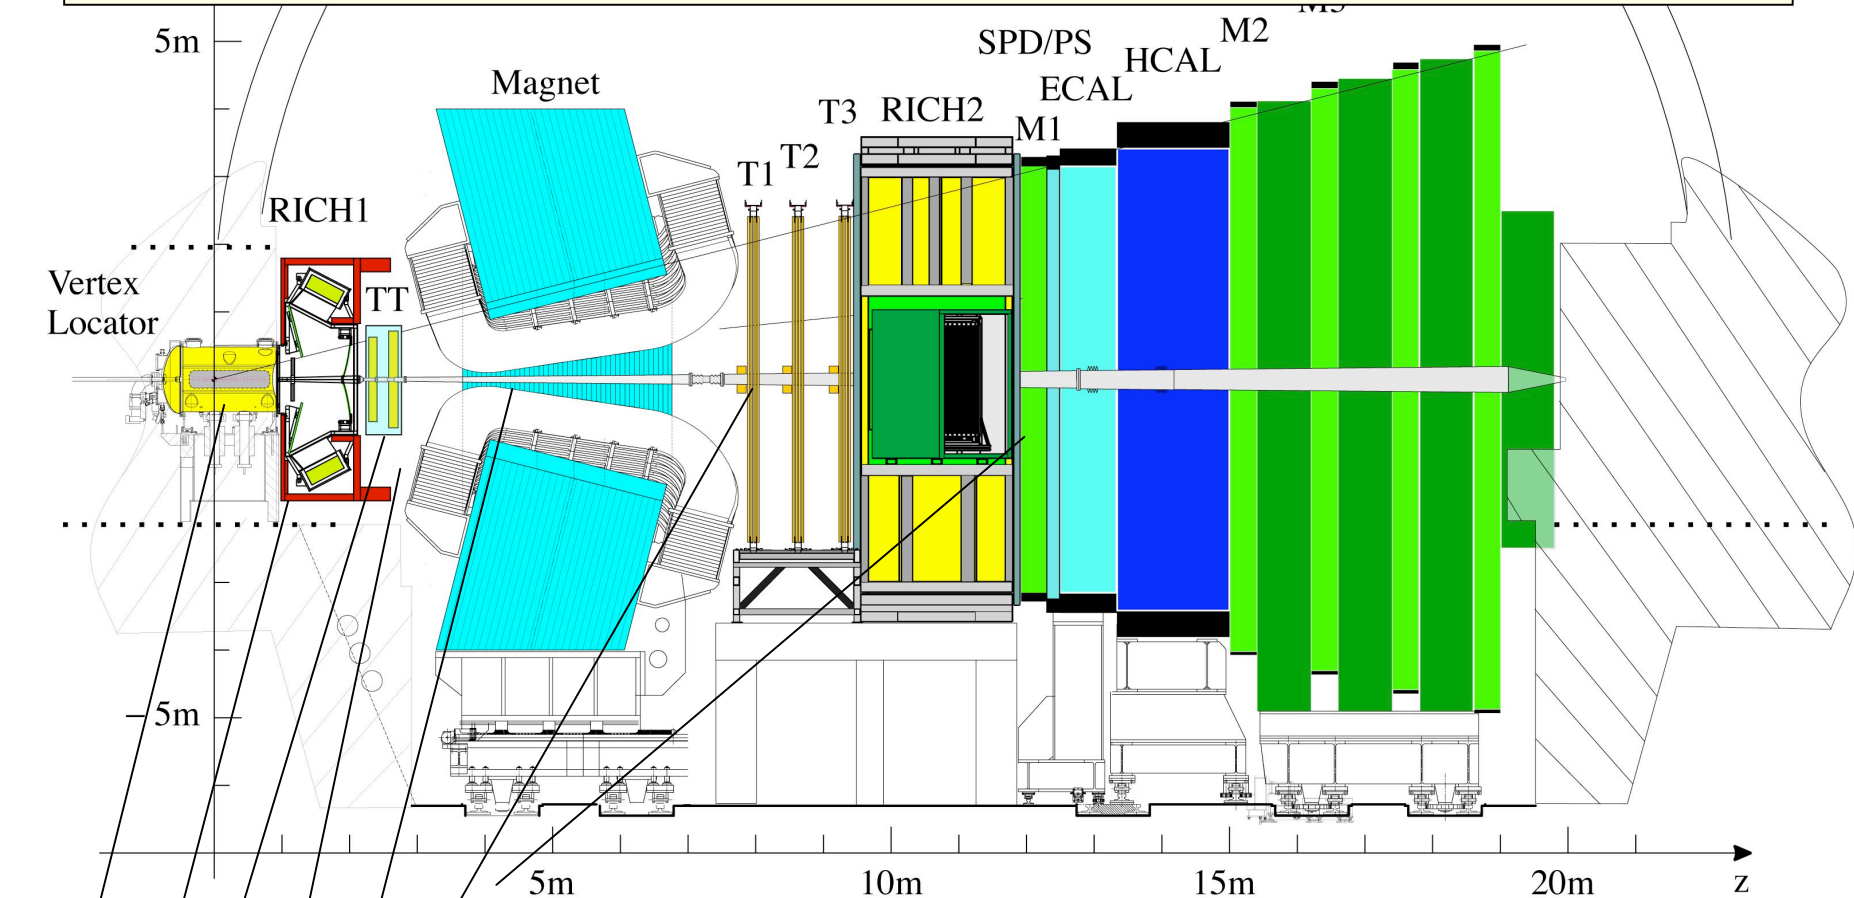 5m
M3
M2
SPD/PS
HCAL
ECAL
Magnet
T3
RICH2
M1
T2
T1
RICH1
Vertex
Locator
TT
- 5m
5m
10m
15m
20m
z